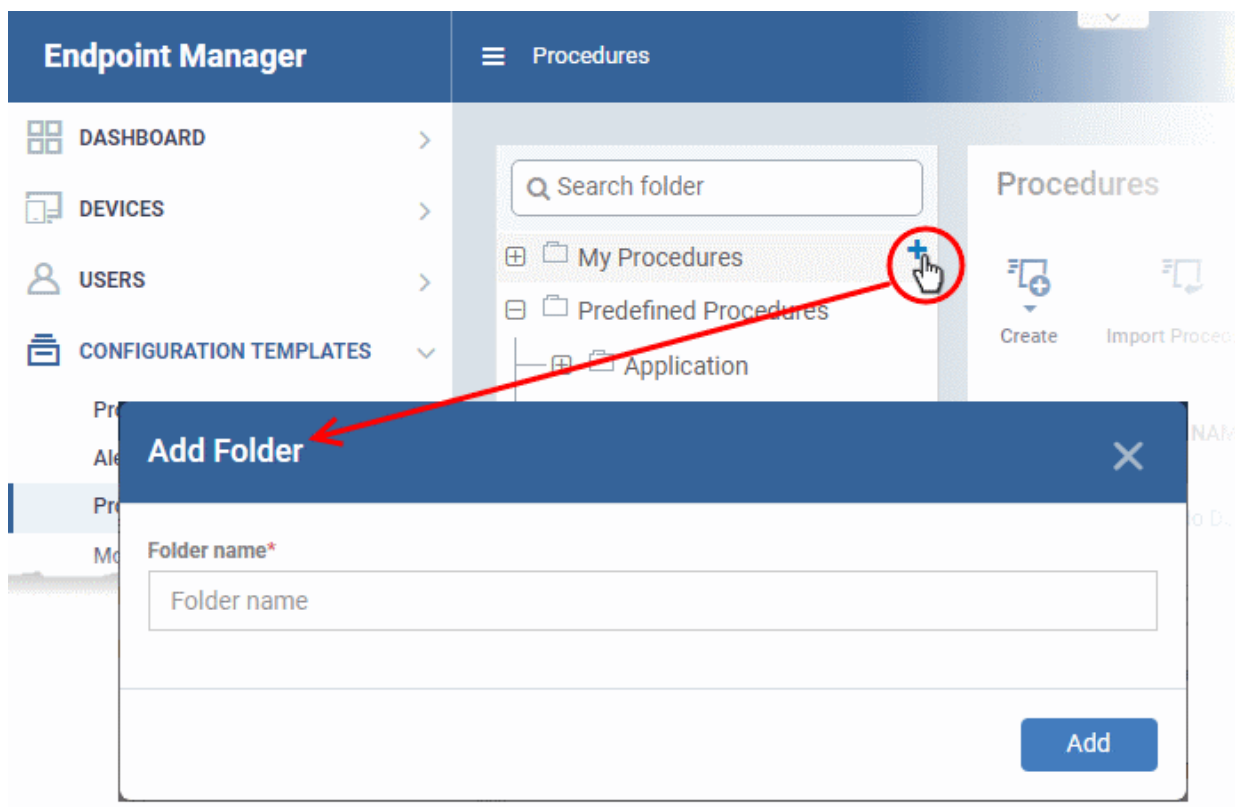 Endpoint Manager
Procedures
DASHBOARD
DEVICES
USERS
CONFIGURATION TEMPLATES
Search folder
My Procedures
Predefined Procedures
Application
Procedures
Create
Import
Add Folder
Folder name*
Folder name
Add